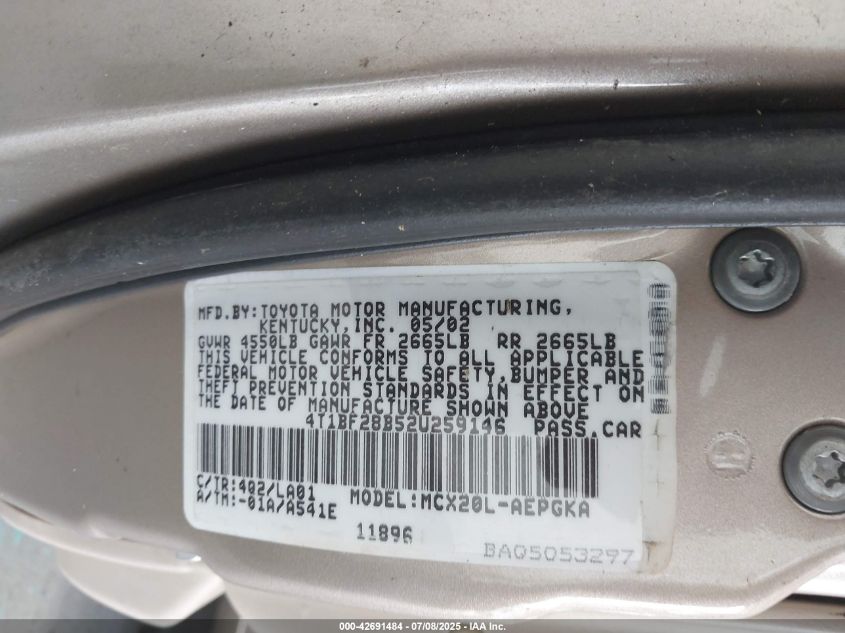 MFD.BY:TOYOTA MOTOR MANUFACTURING,
KENTUCKY,INC. 05/02
GVWR 4550LB GAWR FR 2665LB RR 2665LB
THIS VEHICLE CONFORMS TO ALL APPLICABLE
FEDERAL MOTOR VEHICLE SAFETY,BUMPER AND
THEFT PREVENTION STANDARDS IN EFFECT ON
THE DATE OF MANUFACTURE SHOWN ABOVE
4T1BF28B52U259146 PASS.CAR
C/TR:402/LA01
A/TM:-01A/A541E
MODEL:MCX20L-AEPGKA
11896
BAQ5053297
000-42691484 | 07/08/2025 - IAA Inc.